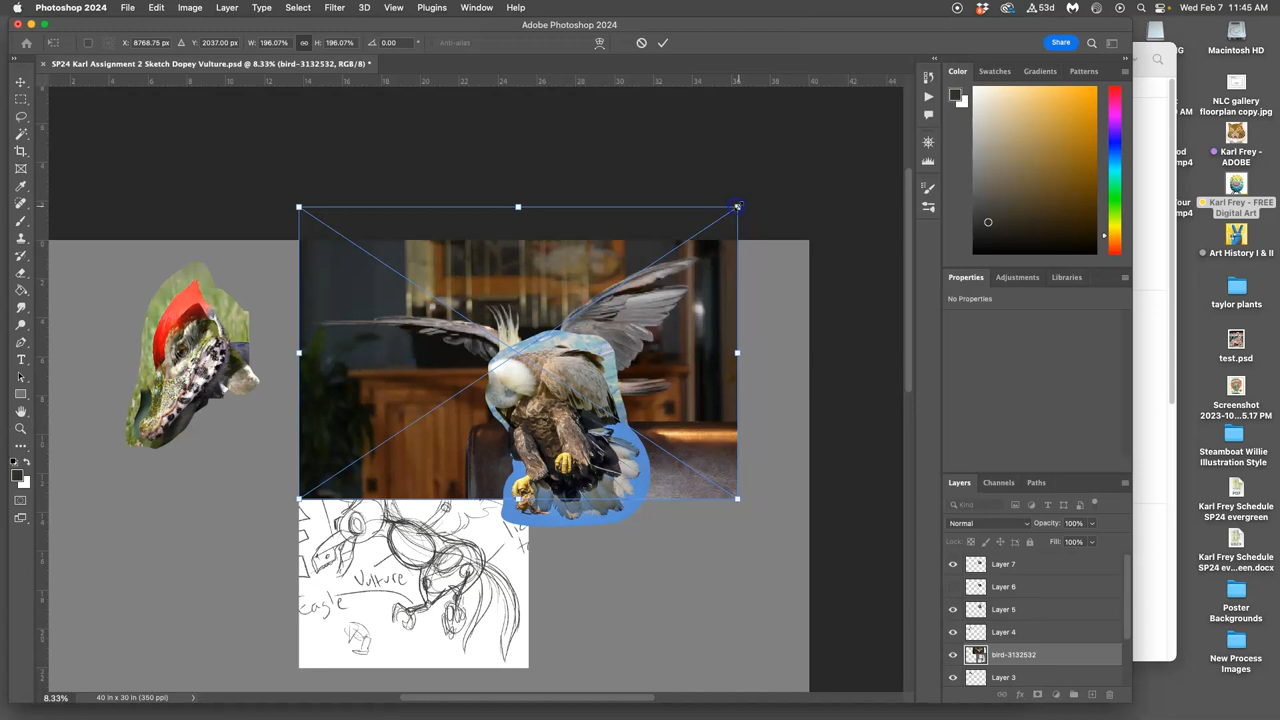 Photoshop 2024 File Edit Image Layer Type Select Filter 3D View Plugins Window Help 53d Wed Feb 7 11:45 AM
Adobe Photoshop 2024
X: 8768.75 px Y: 2037.00 px W: 196.07% H: 196.07% 0.00 Anti-alias Share
SP24 Karl Assignment 2 Sketch Dopey Vulture.psd @ 8.33% (bird-3132532, RGB/8) *
Color Swatches Gradients Patterns
Properties Adjustments Libraries
No Properties
Layers Channels Paths
Kind
Normal Opacity: 100%
Lock: Fill: 100%
Layer 7
Layer 6
Layer 5
Layer 4
bird-3132532
Layer 3
8.33% 40 in x 30 in (350 ppi)
Vulture
Eagle
Macintosh HD
NLC gallery
floorplan copy.jpg
Karl Frey -
ADOBE
Karl Frey - FREE
Digital Art
Art History I & II
taylor plants
test.psd
Screenshot
2023-10...5.17 PM
Steamboat Willie
Illustration Style
Karl Frey Schedule
SP24 evergreen
Karl Frey Schedule
SP24 ev...een.docx
Poster
Backgrounds
New Process
Images